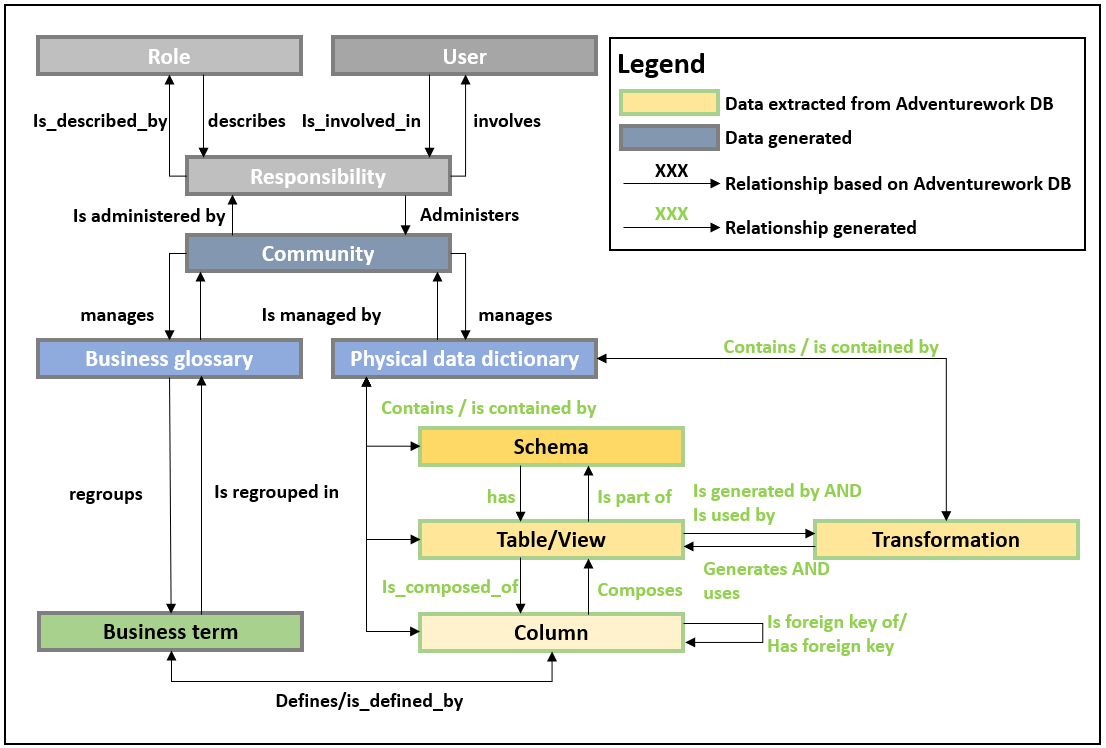 Role
User
Legend
Data extracted from Adventurework DB
Is_described_by
describes
Is_involved_in
involves
Data generated
XXX
Relationship based on Adventurework DB
Responsibility
Is administered by
Administers
XXX
Relationship generated
Community
manages
Is managed by
manages
Business glossary
Physical data dictionary
Contains / is contained by
Contains / is contained by
Schema
regroups
Is regrouped in
has
Is part of
Is generated by AND
Is used by
Table/View
Transformation
Is_composed_of
Composes
Generates AND
uses
Business term
Column
Is foreign key of/
Has foreign key
Defines/is_defined_by